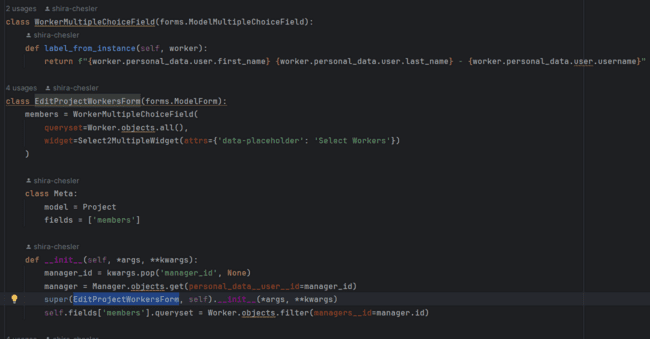 2 usages shira-chesler
class WorkerMultipleChoiceField(forms.ModelMultipleChoiceField):
shira-chesler
def label_from_instance(self, worker):
return f"{worker.personal_data.user.first_name} {worker.personal_data.user.last_name} - {worker.personal_data.user.username}"
4 usages shira-chesler
class EditProjectWorkersForm(forms.ModelForm):
members = WorkerMultipleChoiceField(
queryset=Worker.objects.all(),
widget=Select2MultipleWidget(attrs={'data-placeholder': 'Select Workers'})
)
shira-chesler
class Meta:
model = Project
fields = ['members']
shira-chesler
def __init__(self, *args, **kwargs):
manager_id = kwargs.pop('manager_id', None)
manager = Manager.objects.get(personal_data__user__id=manager_id)
super(EditProjectWorkersForm, self).__init__(*args, **kwargs)
self.fields['members'].queryset = Worker.objects.filter(managers__id=manager.id)